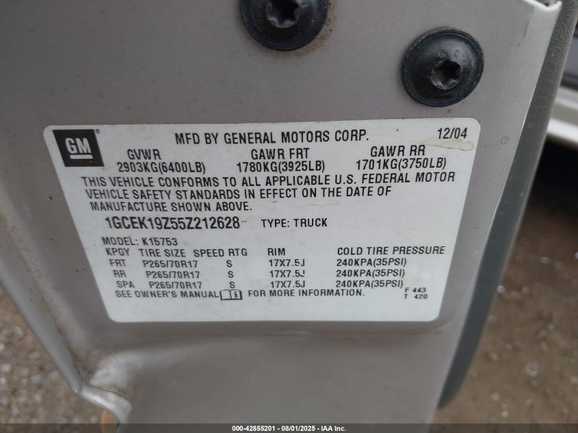 GM
MFD BY GENERAL MOTORS CORP. 12/04
GVWR GAWR FRT GAWR RR
2903KG(6400LB) 1780KG(3925LB) 1701KG(3750LB)
THIS VEHICLE CONFORMS TO ALL APPLICABLE U.S. FEDERAL MOTOR
VEHICLE SAFETY STANDARDS IN EFFECT ON THE DATE OF
MANUFACTURE SHOWN ABOVE.
1GCEK19Z55Z212628 TYPE: TRUCK
MODEL: K15753
KPDY TIRE SIZE SPEED RTG RIM COLD TIRE PRESSURE
FRT P265/70R17 S 17X7.5J 240KPA(35PSI)
RR P265/70R17 S 17X7.5J 240KPA(35PSI)
SPA P265/70R17 S 17X7.5J 240KPA(35PSI)
SEE OWNER'S MANUAL FOR MORE INFORMATION.
F 443
T 420
000-42855201 - 08/01/2025 - IAA Inc.